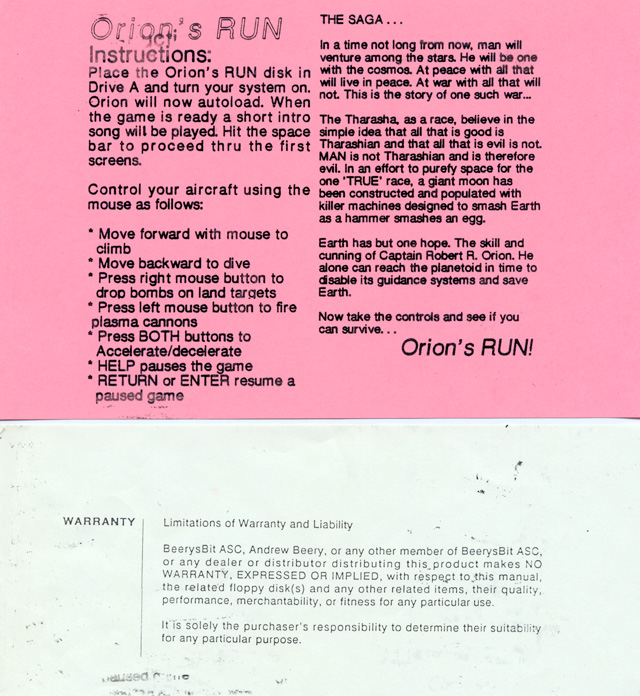 Orion's RUN
Instructions:
Place the Orion's RUN disk in
Drive A and turn your system on.
Orion will now autoload. When
the game is ready a short intro
song will be played. Hit the space
bar to proceed thru the first
screens.
Control your aircraft using the
mouse as follows:
* Move forward with mouse to
climb
* Move backward to dive
* Press right mouse button to
drop bombs on land targets
* Press left mouse button to fire
plasma cannons
* Press BOTH buttons to
Accelerate/decelerate
* HELP pauses the game
* RETURN or ENTER resume a
paused game
THE SAGA . . .
In a time not long from now, man will
venture among the stars. He will be one
with the cosmos. At peace with all that
will live in peace. At war with all that will
not. This is the story of one such war...
The Tharasha, as a race, believe in the
simple idea that all that is good is
Tharashian and that all that is evil is not.
MAN is not Tharashian and is therefore
evil. In an effort to purefy space for the
one 'TRUE' race, a giant moon has
been constructed and populated with
killer machines designed to smash Earth
as a hammer smashes an egg.
Earth has but one hope. The skill and
cunning of Captain Robert R. Orion. He
alone can reach the planetoid in time to
disable its guidance systems and save
Earth.
Now take the controls and see if you
can survive. . .
Orion's RUN!
WARRANTY
Limitations of Warranty and Liability
BeerysBit ASC, Andrew Beery, or any other member of BeerysBit ASC,
or any dealer or distributor distributing this product makes NO
WARRANTY, EXPRESSED OR IMPLIED, with respect to this manual,
the related floppy disk(s) and any other related items, their quality,
performance, merchantability, or fitness for any particular use.
It is solely the purchaser's responsibility to determine their suitability
for any particular purpose.